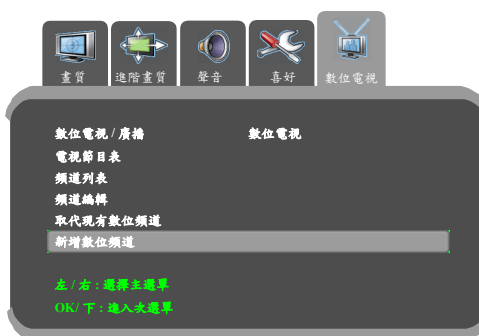 畫質 進階畫質 聲音 喜好 數位電視
數位電視 / 廣播 數位電視
電視節目表
頻道列表
頻道編輯
取代現有數位頻道
新增數位頻道
左 / 右 : 選擇主選單
OK/ 下 : 進入次選單